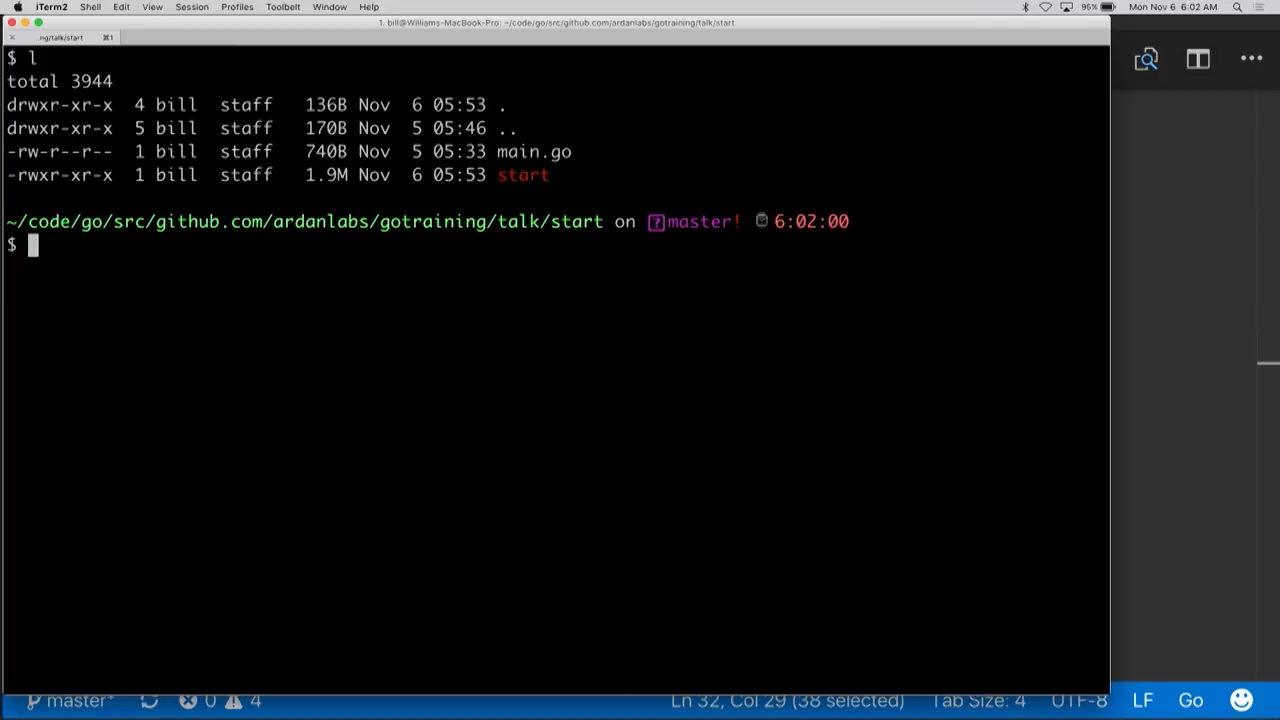 iTerm2 Shell Edit View Session Profiles Toolbelt Window Help 95% Mon Nov 6 6:02 AM
1. bill@Williams-MacBook-Pro: ~/code/go/src/github.com/ardanlabs/gotraining/talk/start
..ng/talk/start ⌘1
$ l
total 3944
drwxr-xr-x 4 bill staff 136B Nov 6 05:53 .
drwxr-xr-x 5 bill staff 170B Nov 5 05:46 ..
-rw-r--r-- 1 bill staff 740B Nov 5 05:33 main.go
-rwxr-xr-x 1 bill staff 1.9M Nov 6 05:53 start
~/code/go/src/github.com/ardanlabs/gotraining/talk/start on master! 6:02:00
$
master* 0 4 Ln 32, Col 29 (38 selected) Tab Size: 4 UTF-8 LF Go